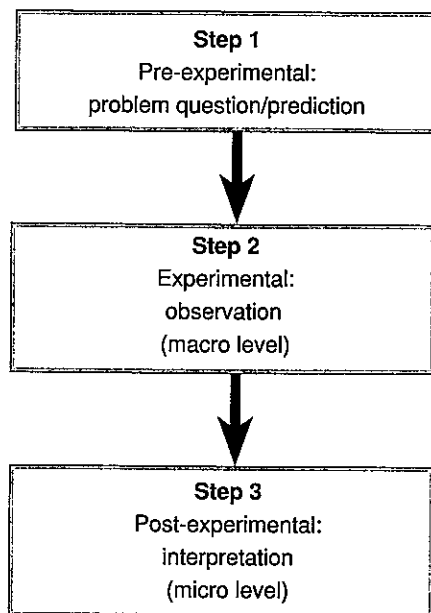 Step 1
Pre-experimental:
problem question/prediction
Step 2
Experimental:
observation
(macro level)
Step 3
Post-experimental:
interpretation
(micro level)